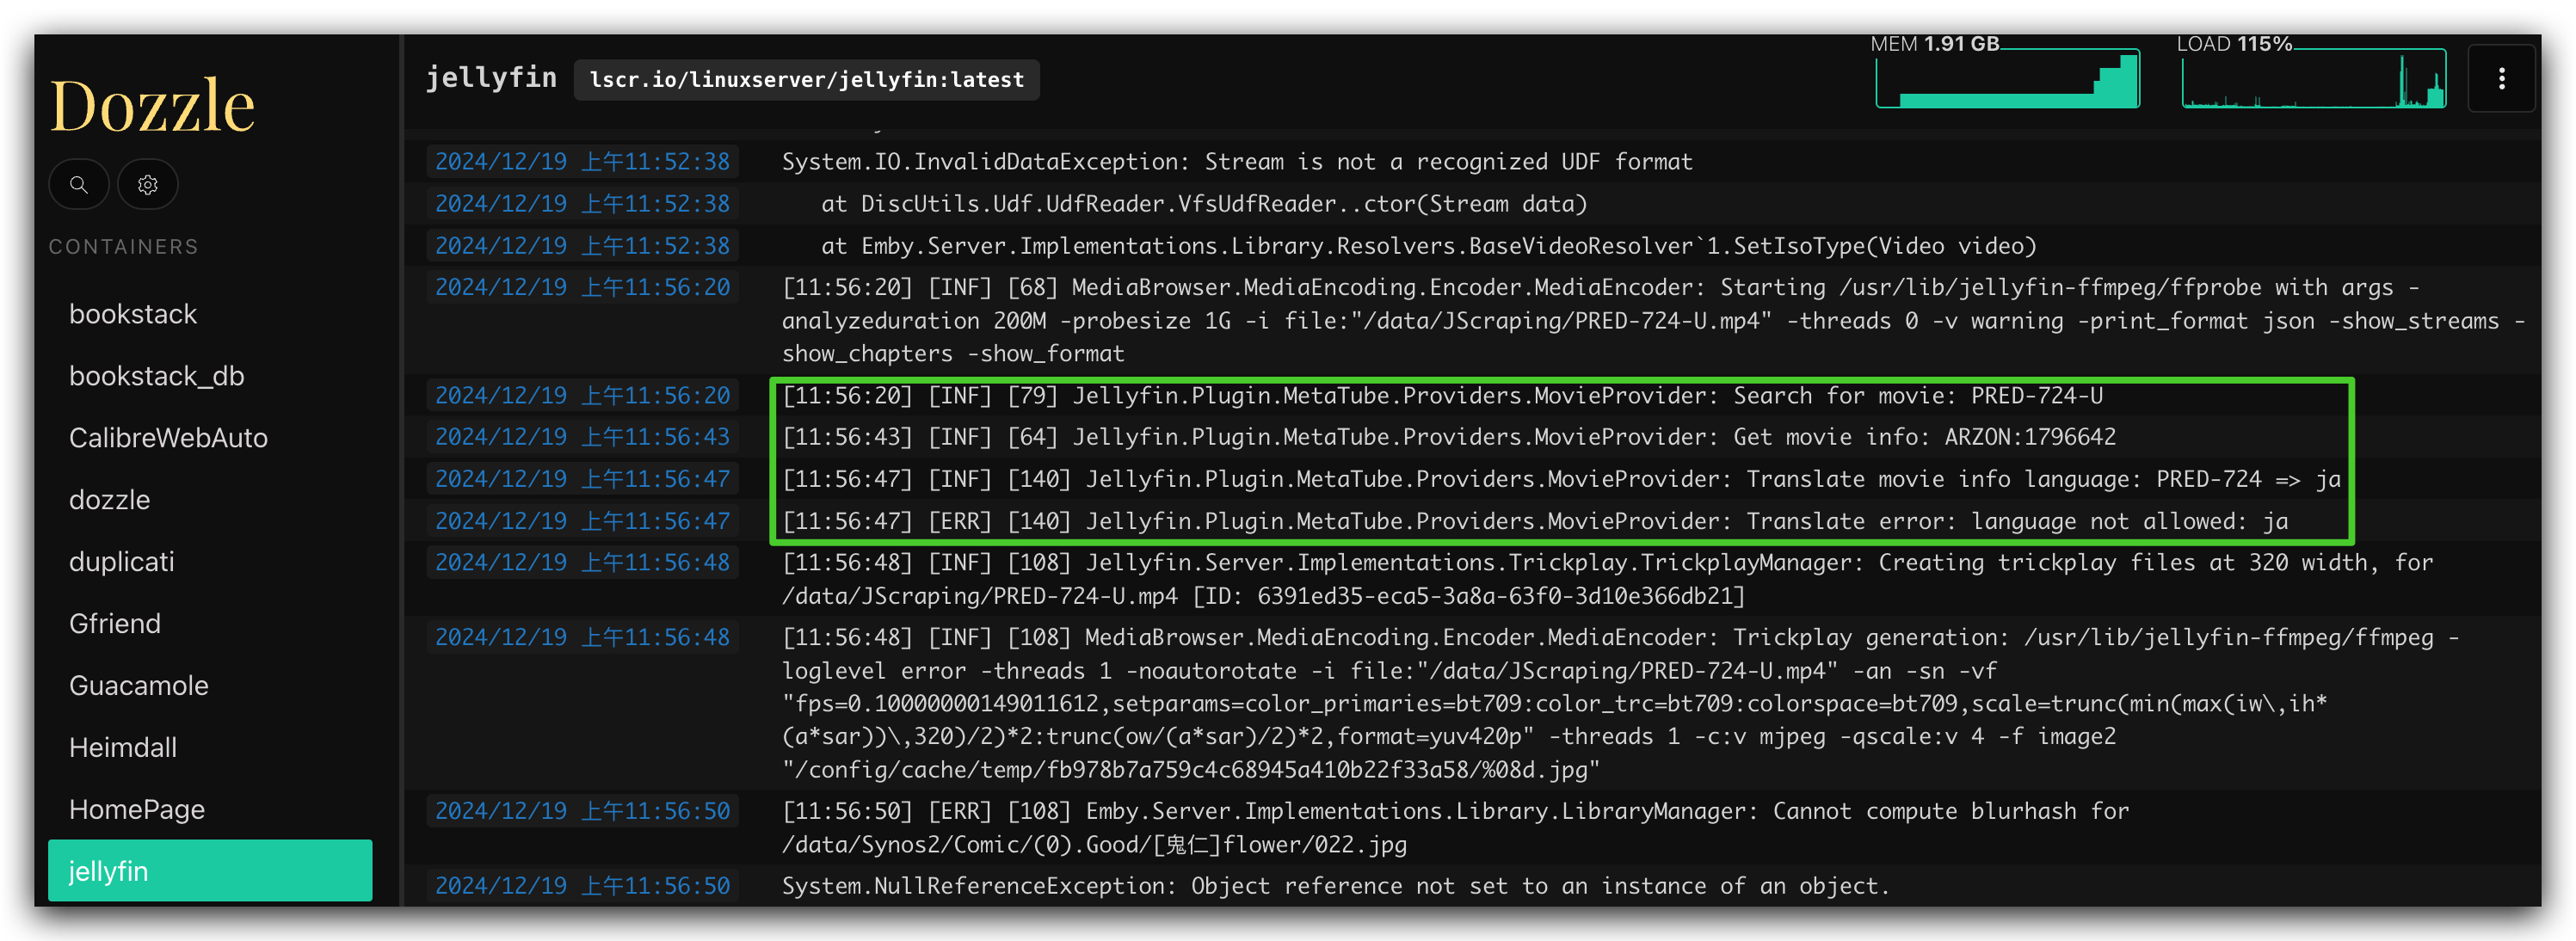 Dozzle
CONTAINERS
bookstack
bookstack_db
CalibreWebAuto
dozzle
duplicati
Gfriend
Guacamole
Heimdall
HomePage
jellyfin
jellyfin lscr.io/linuxserver/jellyfin:latest
MEM 1.91 GB
LOAD 115%
2024/12/19 上午11:52:38 System.IO.InvalidDataException: Stream is not a recognized UDF format
2024/12/19 上午11:52:38 at DiscUtils.Udf.UdfReader.VfsUdfReader..ctor(Stream data)
2024/12/19 上午11:52:38 at Emby.Server.Implementations.Library.Resolvers.BaseVideoResolver`1.SetIsoType(Video video)
2024/12/19 上午11:56:20 [11:56:20] [INF] [68] MediaBrowser.MediaEncoding.Encoder.MediaEncoder: Starting /usr/lib/jellyfin-ffmpeg/ffprobe with args -
analyzeduration 200M -probesize 1G -i file:"/data/JScraping/PRED-724-U.mp4" -threads 0 -v warning -print_format json -show_streams -
show_chapters -show_format
2024/12/19 上午11:56:20 [11:56:20] [INF] [79] Jellyfin.Plugin.MetaTube.Providers.MovieProvider: Search for movie: PRED-724-U
2024/12/19 上午11:56:43 [11:56:43] [INF] [64] Jellyfin.Plugin.MetaTube.Providers.MovieProvider: Get movie info: ARZON:1796642
2024/12/19 上午11:56:47 [11:56:47] [INF] [140] Jellyfin.Plugin.MetaTube.Providers.MovieProvider: Translate movie info language: PRED-724 => ja
2024/12/19 上午11:56:47 [11:56:47] [ERR] [140] Jellyfin.Plugin.MetaTube.Providers.MovieProvider: Translate error: language not allowed: ja
2024/12/19 上午11:56:48 [11:56:48] [INF] [108] Jellyfin.Server.Implementations.Trickplay.TrickplayManager: Creating trickplay files at 320 width, for
/data/JScraping/PRED-724-U.mp4 [ID: 6391ed35-eca5-3a8a-63f0-3d10e366db21]
2024/12/19 上午11:56:48 [11:56:48] [INF] [108] MediaBrowser.MediaEncoding.Encoder.MediaEncoder: Trickplay generation: /usr/lib/jellyfin-ffmpeg/ffmpeg -
loglevel error -threads 1 -noautorotate -i file:"/data/JScraping/PRED-724-U.mp4" -an -sn -vf
"fps=0.10000000149011612,setparams=color_primaries=bt709:color_trc=bt709:colorspace=bt709,scale=trunc(min(max(iw\,ih*
(a*sar))\,320)/2)*2:trunc(ow/(a*sar)/2)*2,format=yuv420p" -threads 1 -c:v mjpeg -qscale:v 4 -f image2
"/config/cache/temp/fb978b7a759c4c68945a410b22f33a58/%08d.jpg"
2024/12/19 上午11:56:50 [11:56:50] [ERR] [108] Emby.Server.Implementations.Library.LibraryManager: Cannot compute blurhash for
/data/Synos2/Comic/(0).Good/[鬼仁]flower/022.jpg
2024/12/19 上午11:56:50 System.NullReferenceException: Object reference not set to an instance of an object.